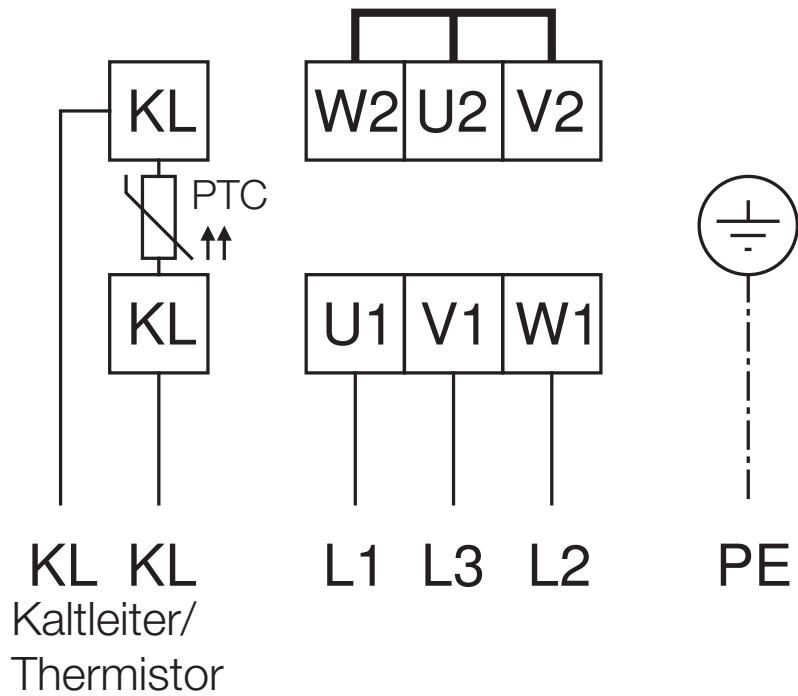 KL W2 U2 V2
PTC
KL U1 V1 W1
KL KL L1 L3 L2 PE
Kaltleiter/
Thermistor